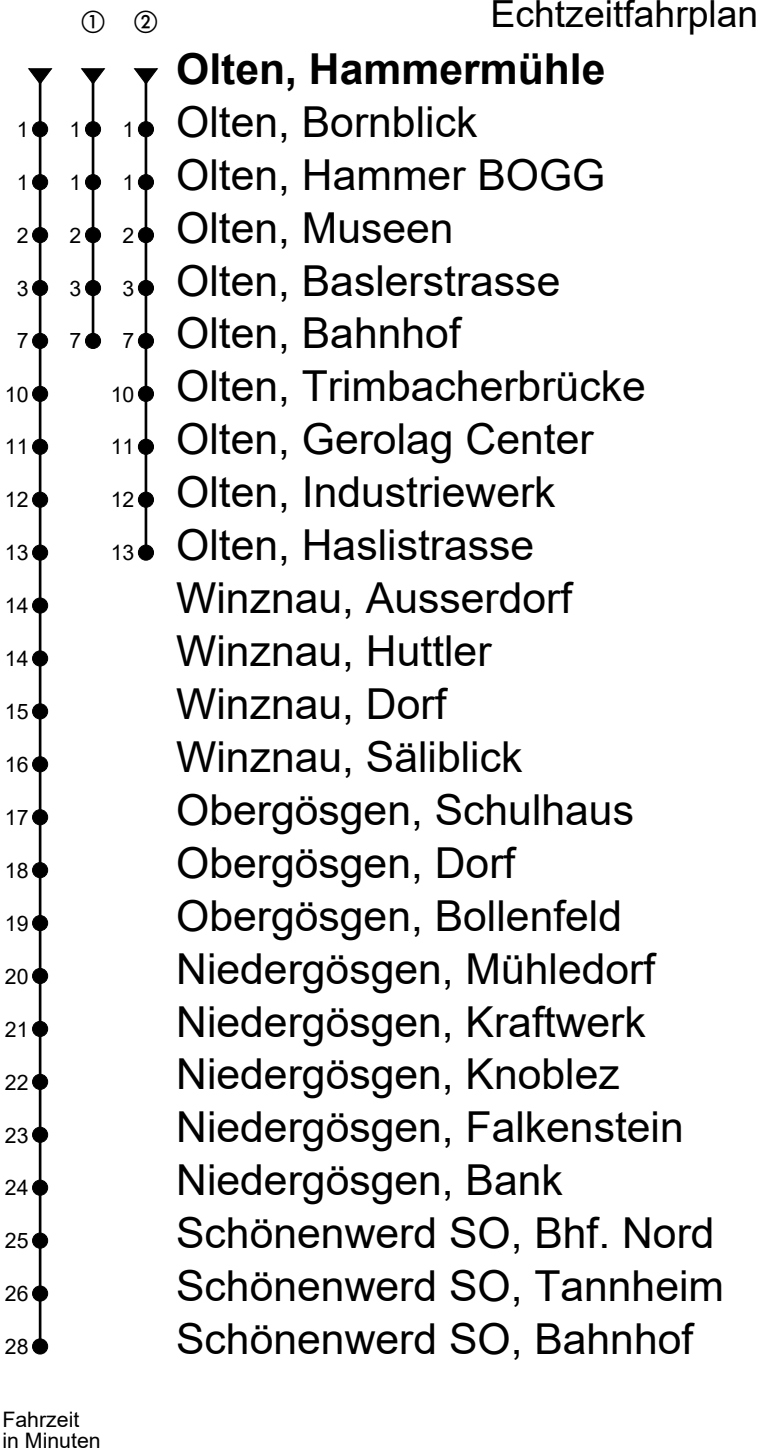 ① ② Echtzeitfahrplan
Olten, Hammermühle
1 1 1 Olten, Bornblick
1 1 1 Olten, Hammer BOGG
2 2 2 Olten, Museen
3 3 3 Olten, Baslerstrasse
7 7 7 Olten, Bahnhof
10 10 Olten, Trimbacherbrücke
11 11 Olten, Gerolag Center
12 12 Olten, Industriewerk
13 13 Olten, Haslistrasse
14 Winznau, Ausserdorf
14 Winznau, Huttler
15 Winznau, Dorf
16 Winznau, Säliblick
17 Obergösgen, Schulhaus
18 Obergösgen, Dorf
19 Obergösgen, Bollenfeld
20 Niedergösgen, Mühledorf
21 Niedergösgen, Kraftwerk
22 Niedergösgen, Knoblez
23 Niedergösgen, Falkenstein
24 Niedergösgen, Bank
25 Schönenwerd SO, Bhf. Nord
26 Schönenwerd SO, Tannheim
28 Schönenwerd SO, Bahnhof
Fahrzeit
in Minuten